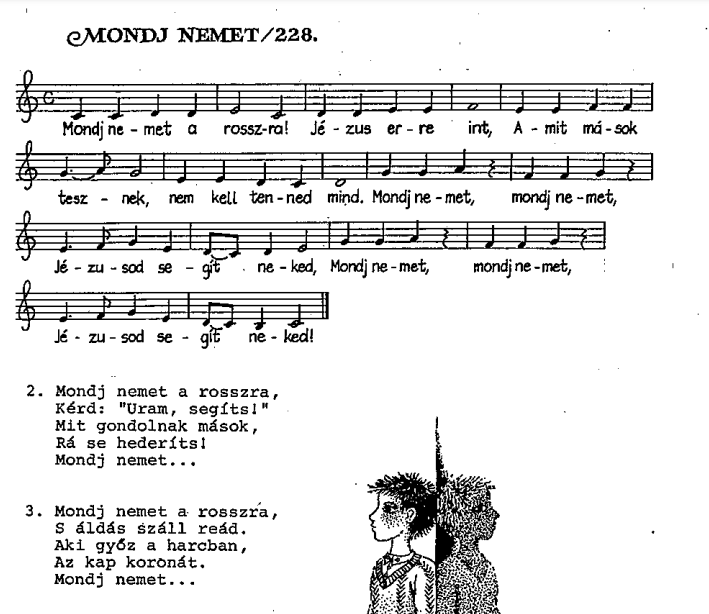 MONDJ NEMET/228.
Mondj ne-met a rossz-ra! Jé-zus er-re int, A-mit má-sok
tesz-nek, nem kell ten-ned mind. Mondj ne-met, mondj ne-met,
Jé-zu-sod se-gít ne-ked, Mondj ne-met, mondj ne-met,
Jé-zu-sod se-gít ne-ked!
2. Mondj nemet a rosszra,
Kérd: "Uram, segíts!"
Mit gondolnak mások,
Rá se hederíts!
Mondj nemet...
3. Mondj nemet a rosszra,
S áldás száll reád.
Aki győz a harcban,
Az kap koronát.
Mondj nemet...